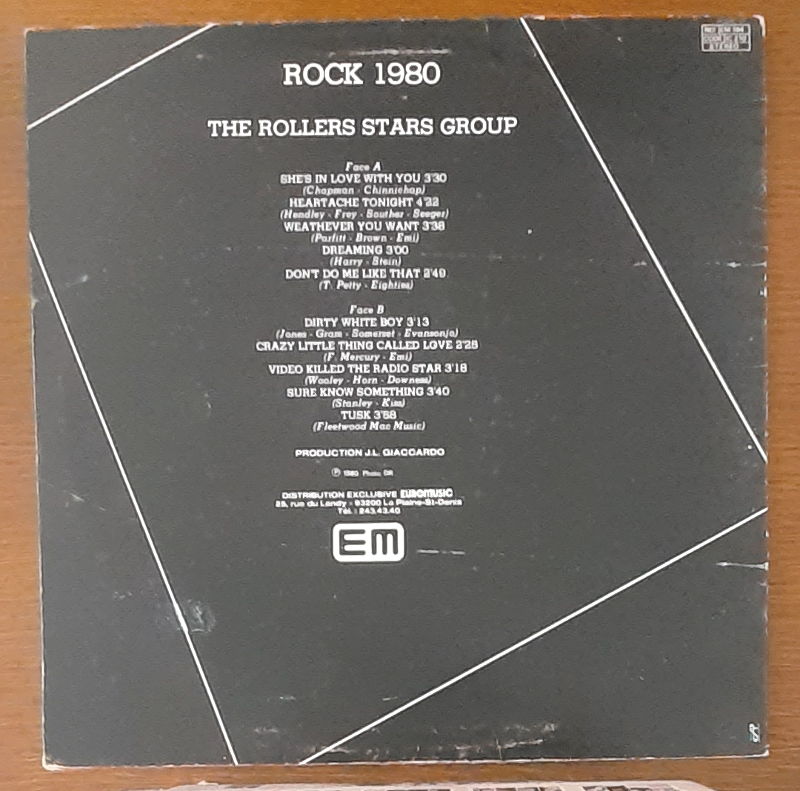 STEREO
ROCK 1980
THE ROLLERS STARS GROUP
Face A
SHE'S IN LOVE WITH YOU 3'30
(Chapman - Chinnichap)
HEARTACHE TONIGHT 4'22
(Hendley - Frey - Souther - Seeger)
WEATHEVER YOU WANT 3'38
(Parfitt - Brown - Emi)
DREAMING 3'00
(Harry - Stein)
DON'T DO ME LIKE THAT 2'49
(T. Petty - Eighties)
Face B
DIRTY WHITE BOY 3'13
(Jones - Gram - Somerset - Evansonjo)
CRAZY LITTLE THING CALLED LOVE 2'28
(F. Mercury - Emi)
VIDEO KILLED THE RADIO STAR 3'18
(Wooley - Horn - Downess)
SURE KNOW SOMETHING 3'40
(Stanley - Kiss)
TUSK 3'58
(Fleetwood Mac Music)
PRODUCTION J.L. GIACCARDO
℗ 1980 Photo DR
DISTRIBUTION EXCLUSIVE EUROMUSIC
25, rue du Landy - 93200 La Plaine-St-Denis
Tél. : 243.43.40
EM